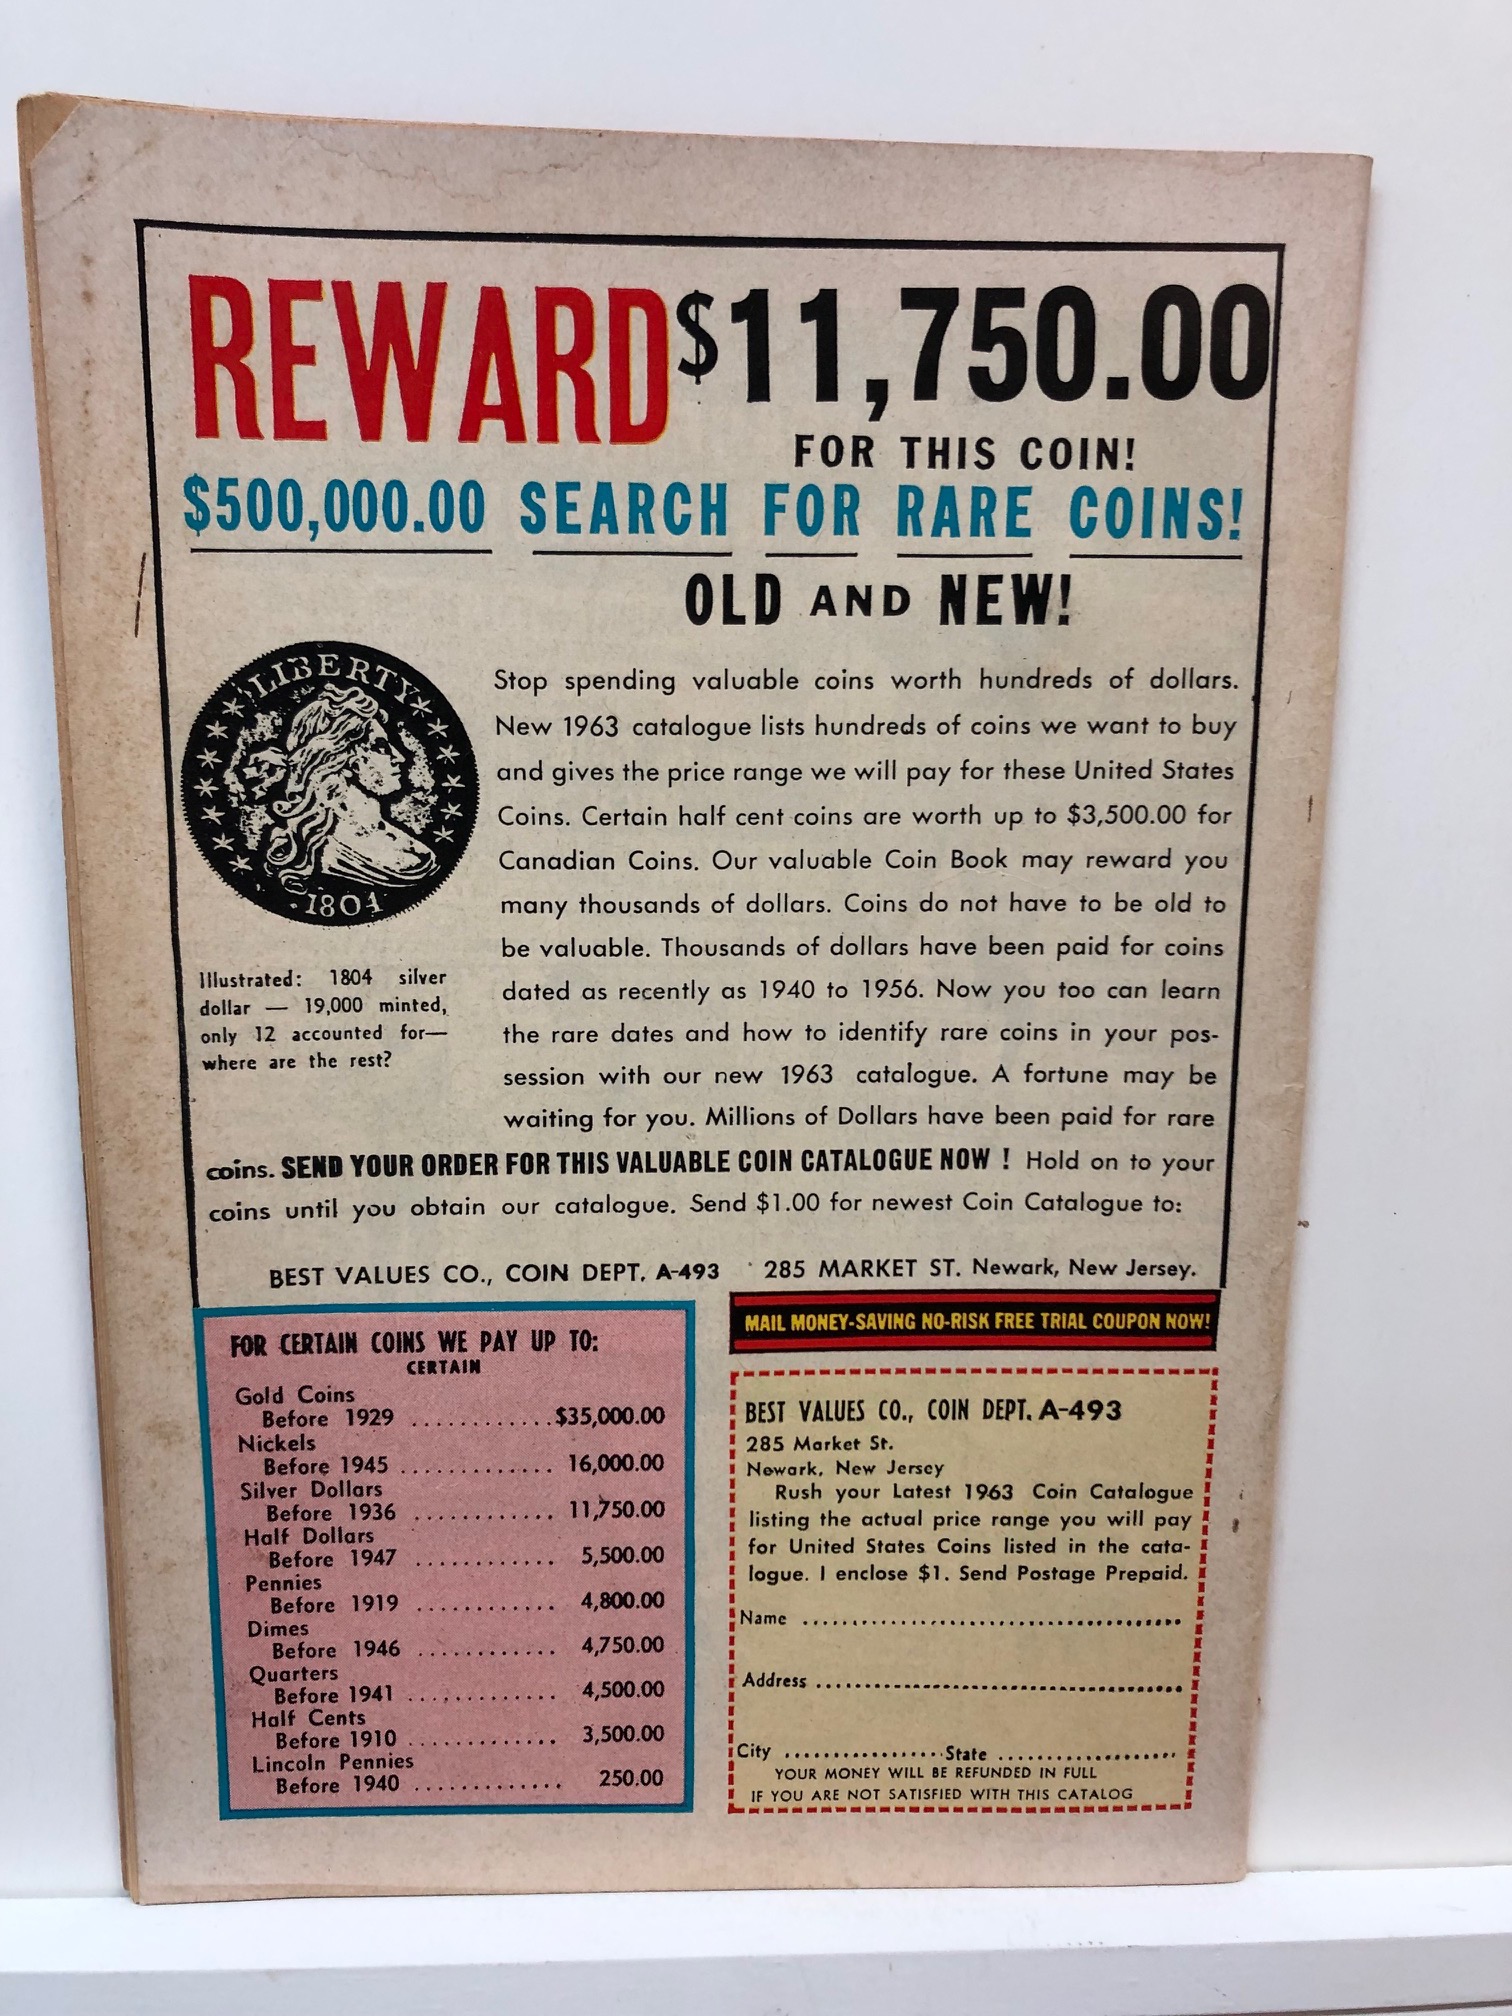 REWARD $11,750.00
FOR THIS COIN!
$500,000.00 SEARCH FOR RARE COINS!
OLD AND NEW!
LIBERTY
1804
Illustrated: 1804 silver
dollar — 19,000 minted,
only 12 accounted for—
where are the rest?
Stop spending valuable coins worth hundreds of dollars.
New 1963 catalogue lists hundreds of coins we want to buy
and gives the price range we will pay for these United States
Coins. Certain half cent coins are worth up to $3,500.00 for
Canadian Coins. Our valuable Coin Book may reward you
many thousands of dollars. Coins do not have to be old to
be valuable. Thousands of dollars have been paid for coins
dated as recently as 1940 to 1956. Now you too can learn
the rare dates and how to identify rare coins in your pos-
session with our new 1963 catalogue. A fortune may be
waiting for you. Millions of Dollars have been paid for rare
coins. SEND YOUR ORDER FOR THIS VALUABLE COIN CATALOGUE NOW ! Hold on to your
coins until you obtain our catalogue. Send $1.00 for newest Coin Catalogue to:
BEST VALUES CO., COIN DEPT. A-493 285 MARKET ST. Newark, New Jersey.
FOR CERTAIN COINS WE PAY UP TO:
CERTAIN
Gold Coins
Before 1929 ............$35,000.00
Nickels
Before 1945 ............. 16,000.00
Silver Dollars
Before 1936 ............ 11,750.00
Half Dollars
Before 1947 ............ 5,500.00
Pennies
Before 1919 ............ 4,800.00
Dimes
Before 1946 ............ 4,750.00
Quarters
Before 1941 ............. 4,500.00
Half Cents
Before 1910 ............. 3,500.00
Lincoln Pennies
Before 1940 ............. 250.00
MAIL MONEY-SAVING NO-RISK FREE TRIAL COUPON NOW!
BEST VALUES CO., COIN DEPT. A-493
285 Market St.
Newark, New Jersey
Rush your Latest 1963 Coin Catalogue
listing the actual price range you will pay
for United States Coins listed in the cata-
logue. I enclose $1. Send Postage Prepaid.
Name ........................................
Address ........................................
City .................State ....................
YOUR MONEY WILL BE REFUNDED IN FULL
IF YOU ARE NOT SATISFIED WITH THIS CATALOG